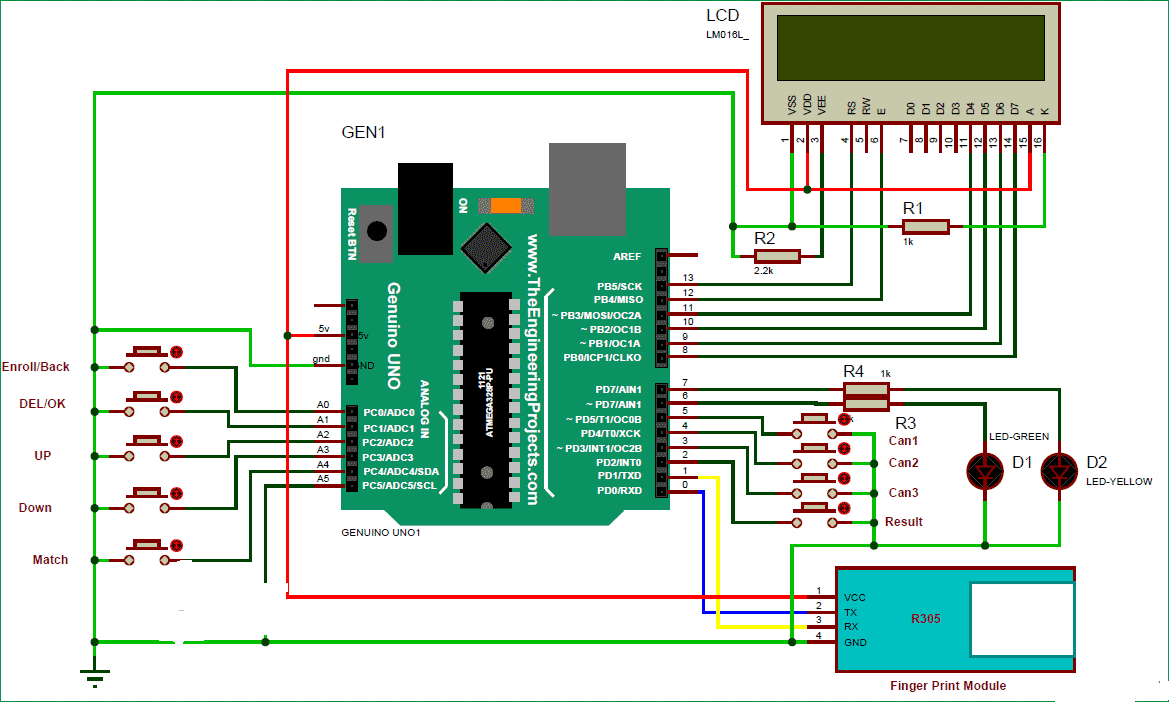 LCD
LM016L_
VSS
VDD
VEE
RS
RW
E
D0
D1
D2
D3
D4
D5
D6
D7
A
K
1
2
3
4
5
6
7
8
9
10
11
12
13
14
15
16
GEN1
R1
1k
R2
2.2k
ON
Reset BTN
www.TheEngineeringProjects.com
Genuino UNO
ANALOG IN
1121
ATMEGA328P-PU
AREF
PB5/SCK 13
PB4/MISO 12
~ PB3/MOSI/OC2A 11
~ PB2/OC1B 10
~ PB1/OC1A 9
PB0/ICP1/CLKO 8
PD7/AIN1 7
~ PD7/AIN1 6
~ PD5/T1/OC0B 5
PD4/T0/XCK 4
~ PD3/INT1/OC2B 3
PD2/INT0 2
PD1/TXD 1
PD0/RXD 0
5v 5v
gnd GND
A0 PC0/ADC0
A1 PC1/ADC1
A2 PC2/ADC2
A3 PC3/ADC3
A4 PC4/ADC4/SDA
A5 PC5/ADC5/SCL
GENUINO UNO1
Enroll/Back
DEL/OK
UP
Down
Match
R4 1k
R3
k
Can1
Can2
Can3
Result
LED-GREEN
D1
D2
LED-YELLOW
1 VCC
2 TX
3 RX
4 GND
R305
Finger Print Module